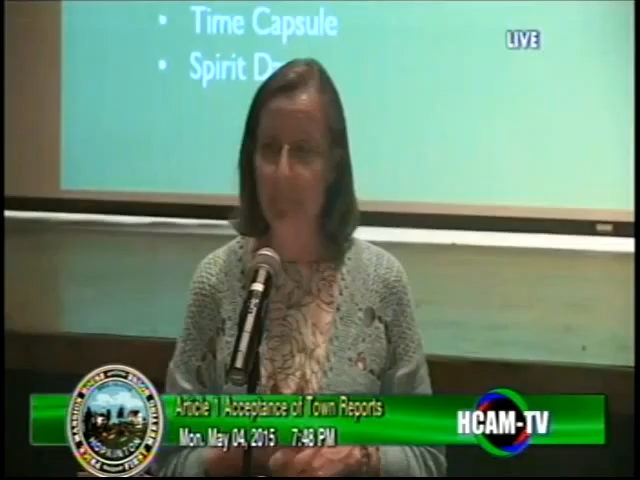 • Time Capsule
• Spirit
LIVE
Article 1 Acceptance of Town Reports
Mon. May 04, 2015 7:48 PM
HOPKINTON
HCAM-TV